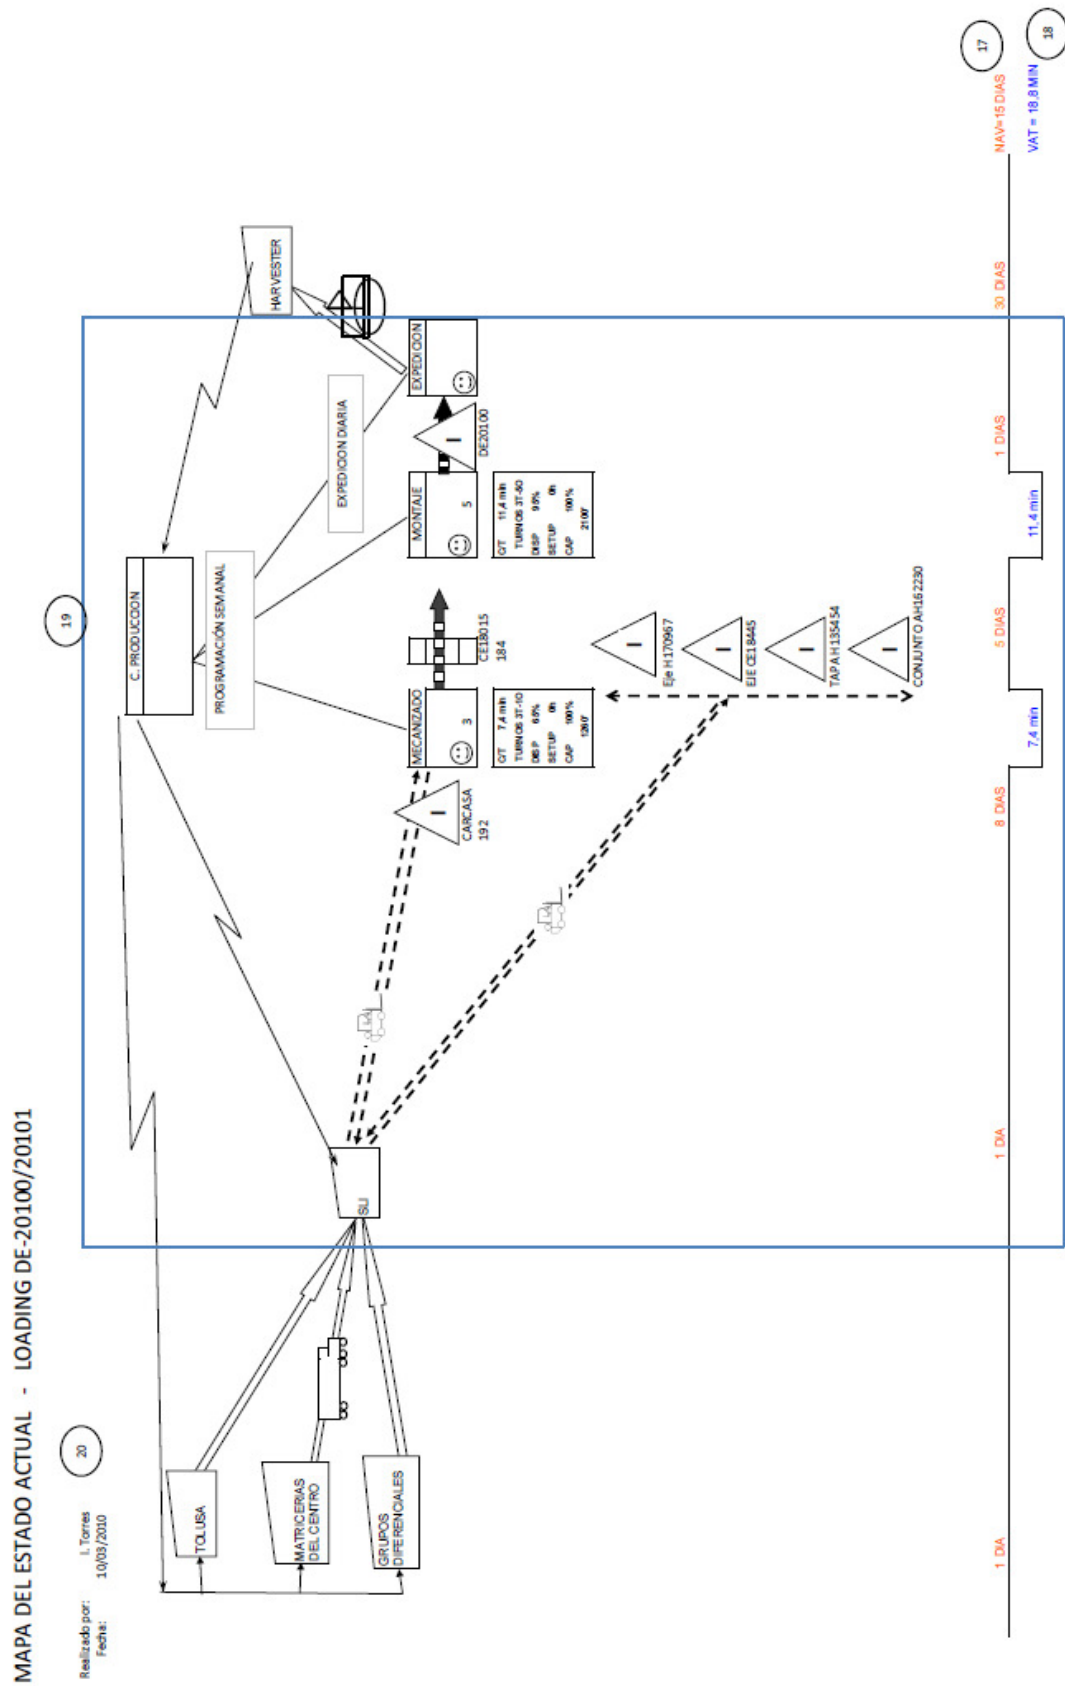 MAPA DEL ESTADO ACTUAL - LOADING DE-20100/20101
Realizado por: I. Torres
Fecha: 10/03/2010
20
19
17
18
C. PRODUCCION
PROGRAMACIÓN SEMANAL
EXPEDICION DIARIA
HARVESTER
TOLUSA
MATRICERIAS
DEL CENTRO
GRUPOS
DIFERENCIALES
SLI
I
CARCASA
192
MECANIZADO
3
C/T 7,4 min
TURNOS 3T-10
DISP 65%
SETUP 0h
CAP 100%
1260'
CE18015
184
MONTAJE
5
C/T 11,4 min
TURNOS 3T-50
DISP 95%
SETUP 0h
CAP 100%
2100'
I
DE20100
EXPEDICION
I
Eje H170967
I
EJE CE18445
I
TAPA H135454
I
CONJUNTO AH162230
1 DIA
1 DIA
8 DIAS
7,4 min
5 DIAS
11,4 min
1 DIAS
30 DIAS
NAV=15 DIAS
VAT = 18,8 MIN